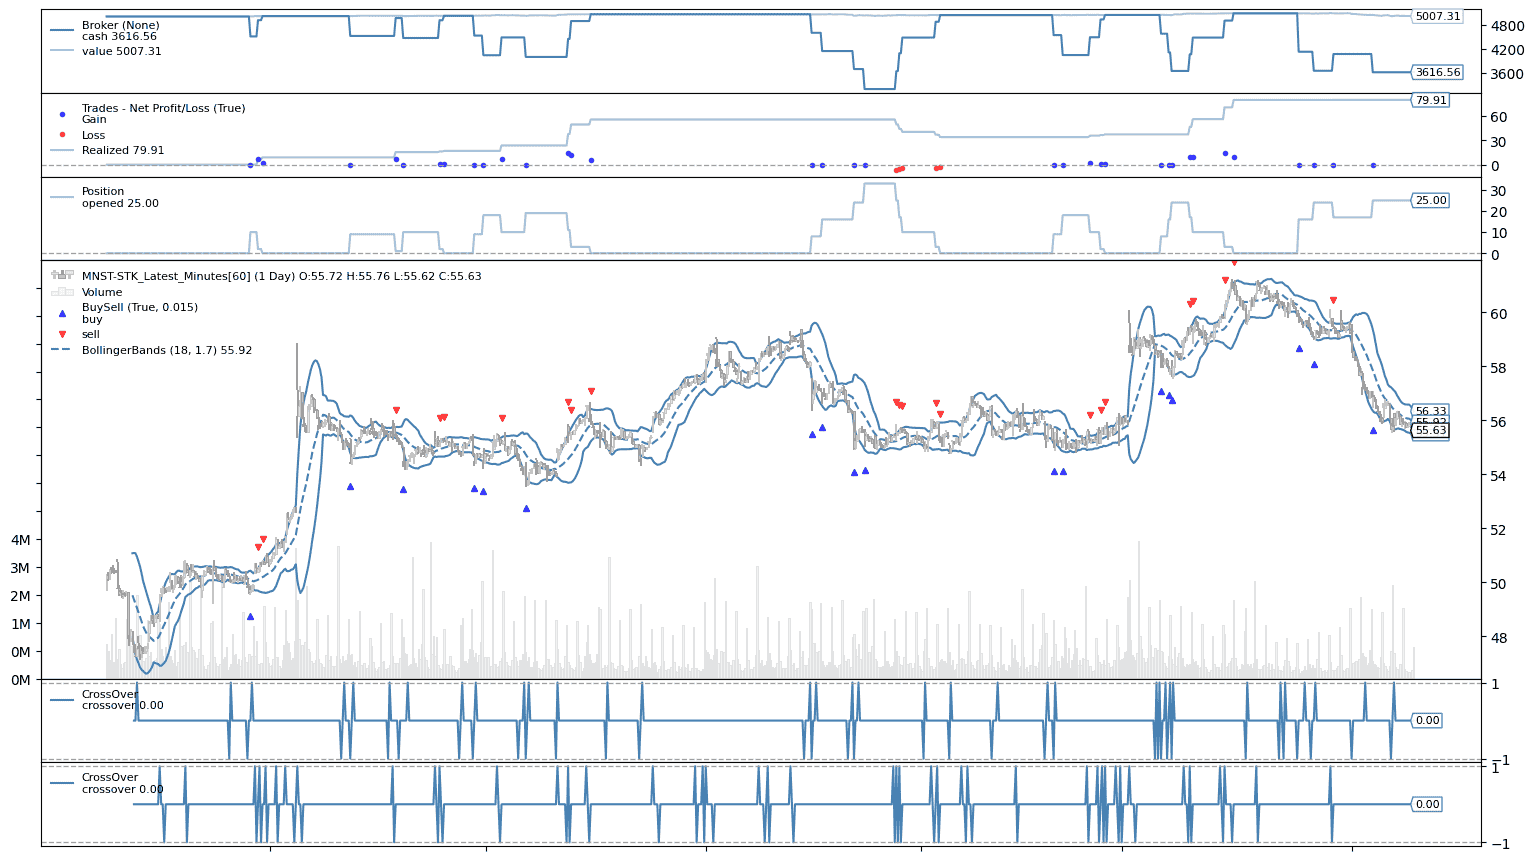 Broker (None)
cash 3616.56
value 5007.31
5007.31
4800
4200
3600
3616.56
Trades - Net Profit/Loss (True)
Gain
Loss
Realized 79.91
79.91
60
30
0
Position
opened 25.00
30
25.00
20
10
0
MNST-STK_Latest_Minutes[60] (1 Day) O:55.72 H:55.76 L:55.62 C:55.63
Volume
BuySell (True, 0.015)
buy
sell
BollingerBands (18, 1.7) 55.92
60
58
56.33
56
55.63
54
52
50
48
4M
3M
2M
1M
0M
0M
CrossOver
crossover 0.00
1
0.00
−1
CrossOver
crossover 0.00
1
0.00
−1